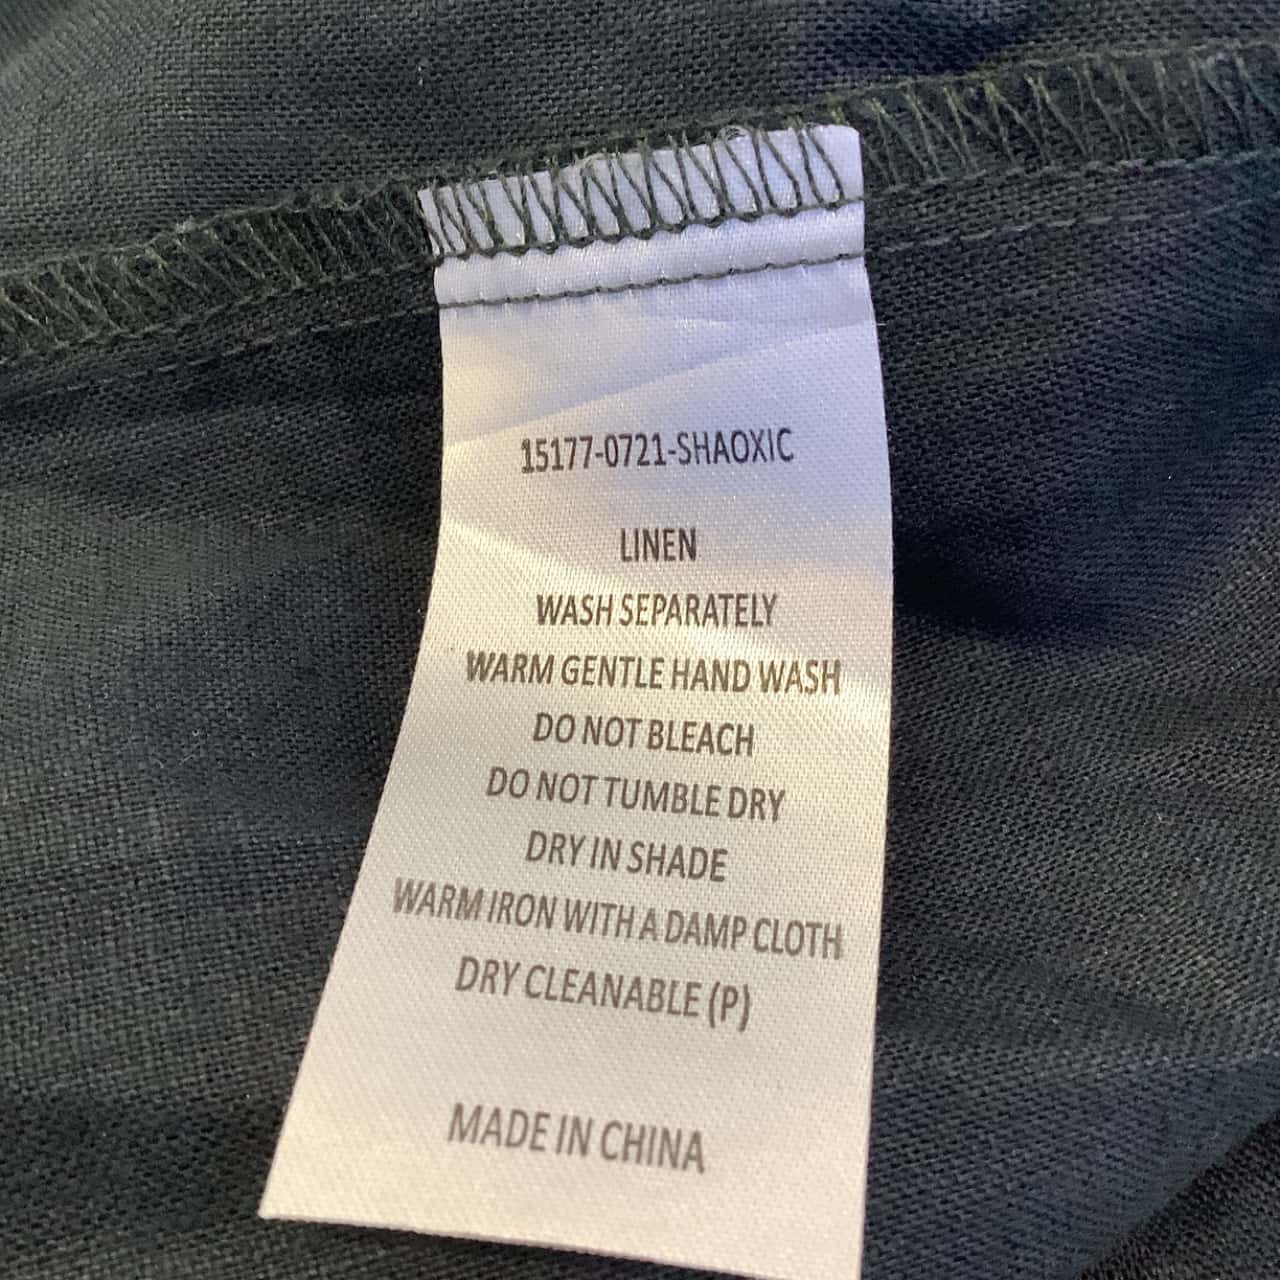 15177-0721-SHAOXIC
LINEN
WASH SEPARATELY
WARM GENTLE HAND WASH
DO NOT BLEACH
DO NOT TUMBLE DRY
DRY IN SHADE
WARM IRON WITH A DAMP CLOTH
DRY CLEANABLE (P)
MADE IN CHINA